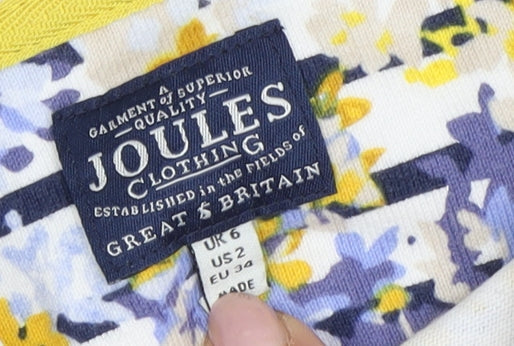 A
GARMENT of SUPERIOR
QUALITY
JOULES
CLOTHING
ESTABLISHED in the FIELDS of
GREAT BRITAIN
UK 6
US 2
EU 34
MADE